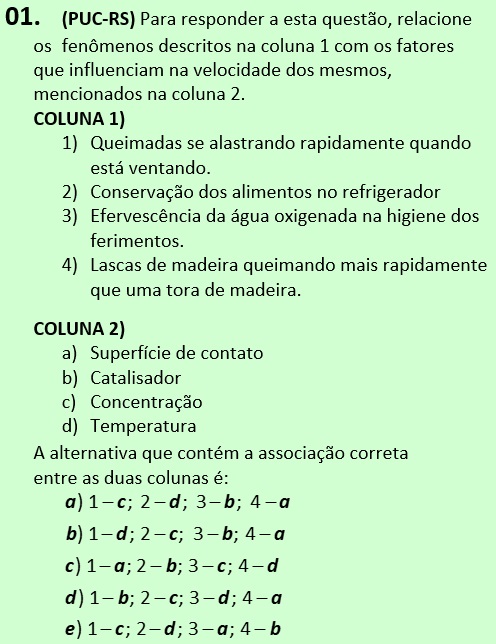 01. (PUC-RS) Para responder a esta questão, relacione
os fenômenos descritos na coluna 1 com os fatores
que influenciam na velocidade dos mesmos,
mencionados na coluna 2.
COLUNA 1)
1) Queimadas se alastrando rapidamente quando
está ventando.
2) Conservação dos alimentos no refrigerador
3) Efervescência da água oxigenada na higiene dos
ferimentos.
4) Lascas de madeira queimando mais rapidamente
que uma tora de madeira.
COLUNA 2)
a) Superfície de contato
b) Catalisador
c) Concentração
d) Temperatura
A alternativa que contém a associação correta
entre as duas colunas é:
a) 1–c; 2–d; 3–b; 4–a
b) 1–d; 2–c; 3–b; 4–a
c) 1–a; 2–b; 3–c; 4–d
d) 1–b; 2–c; 3–d; 4–a
e) 1–c; 2–d; 3–a; 4–b